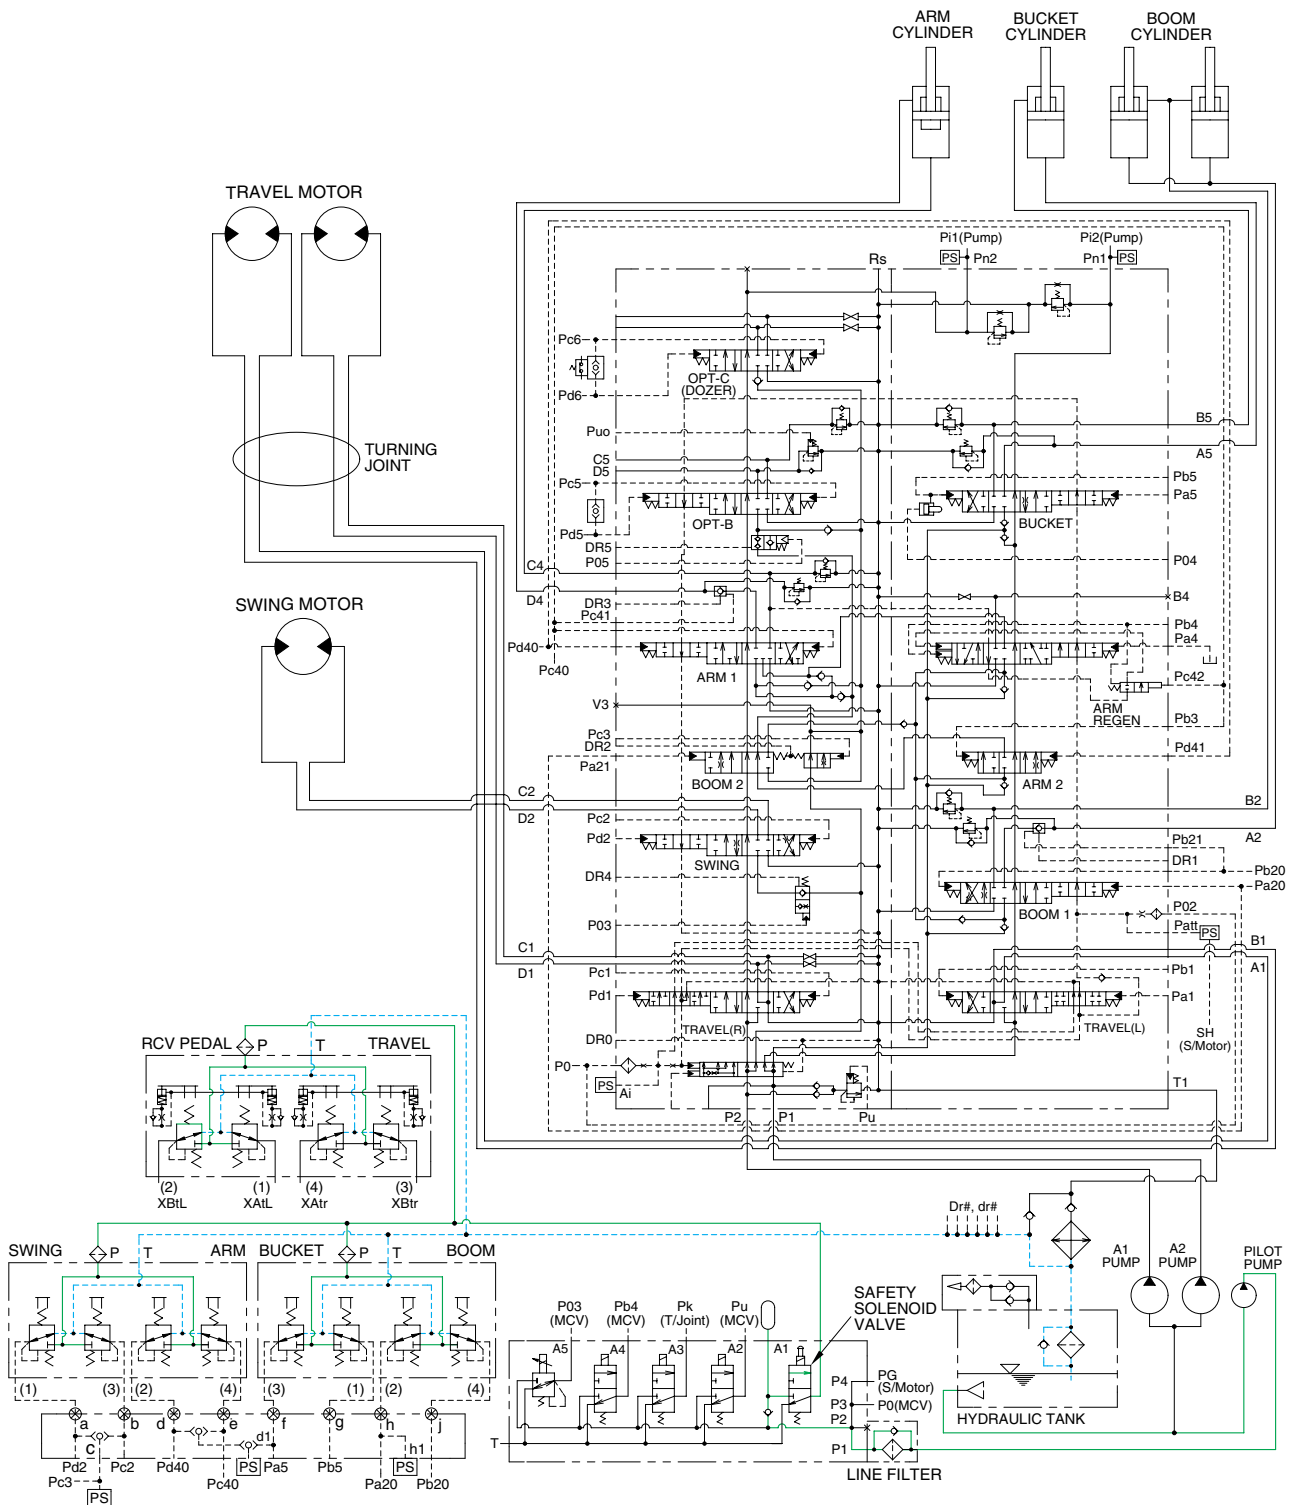 ARM
CYLINDER
BUCKET
CYLINDER
BOOM
CYLINDER
TRAVEL MOTOR
TURNING
JOINT
SWING MOTOR
Pi1(Pump)
Pi2(Pump)
PS
Pn2
Pn1
PS
Rs
Pc6
OPT-C
(DOZER)
Pd6
Puo
C5
D5
Pc5
Pd5
OPT-B
DR5
P05
C4
D4
DR3
Pc41
Pd40
Pc40
ARM 1
V3
Pc3
DR2
Pa21
BOOM 2
C2
D2
Pc2
Pd2
SWING
DR4
P03
C1
D1
Pc1
Pd1
TRAVEL(R)
DR0
P0
PS
Ai
P2
P1
Pu
B5
A5
Pb5
Pa5
BUCKET
P04
B4
Pb4
Pa4
Pc42
ARM
REGEN
Pb3
Pd41
ARM 2
B2
A2
Pb21
DR1
Pb20
Pa20
BOOM 1
P02
Patt
PS
B1
A1
Pb1
Pa1
TRAVEL(L)
SH
(S/Motor)
T1
RCV PEDAL
P
T
TRAVEL
(2)
XBtL
(1)
XAtL
(4)
XAtr
(3)
XBtr
SWING
P
T
ARM
BUCKET
P
T
BOOM
(1)
(3)
(2)
(4)
(3)
(1)
(2)
(4)
a
b
d
e
f
g
h
j
c
d1
h1
Pd2
Pc2
Pd40
PS
Pa5
Pb5
PS
Pc3
PS
Pc40
Pa20
Pb20
Dr#, dr#
A1
PUMP
A2
PUMP
PILOT
PUMP
HYDRAULIC TANK
SAFETY
SOLENOID
VALVE
P03
(MCV)
Pb4
(MCV)
Pk
(T/Joint)
Pu
(MCV)
A5
A4
A3
A2
A1
P4
PG
(S/Motor)
P3
P0(MCV)
P2
P1
T
LINE FILTER